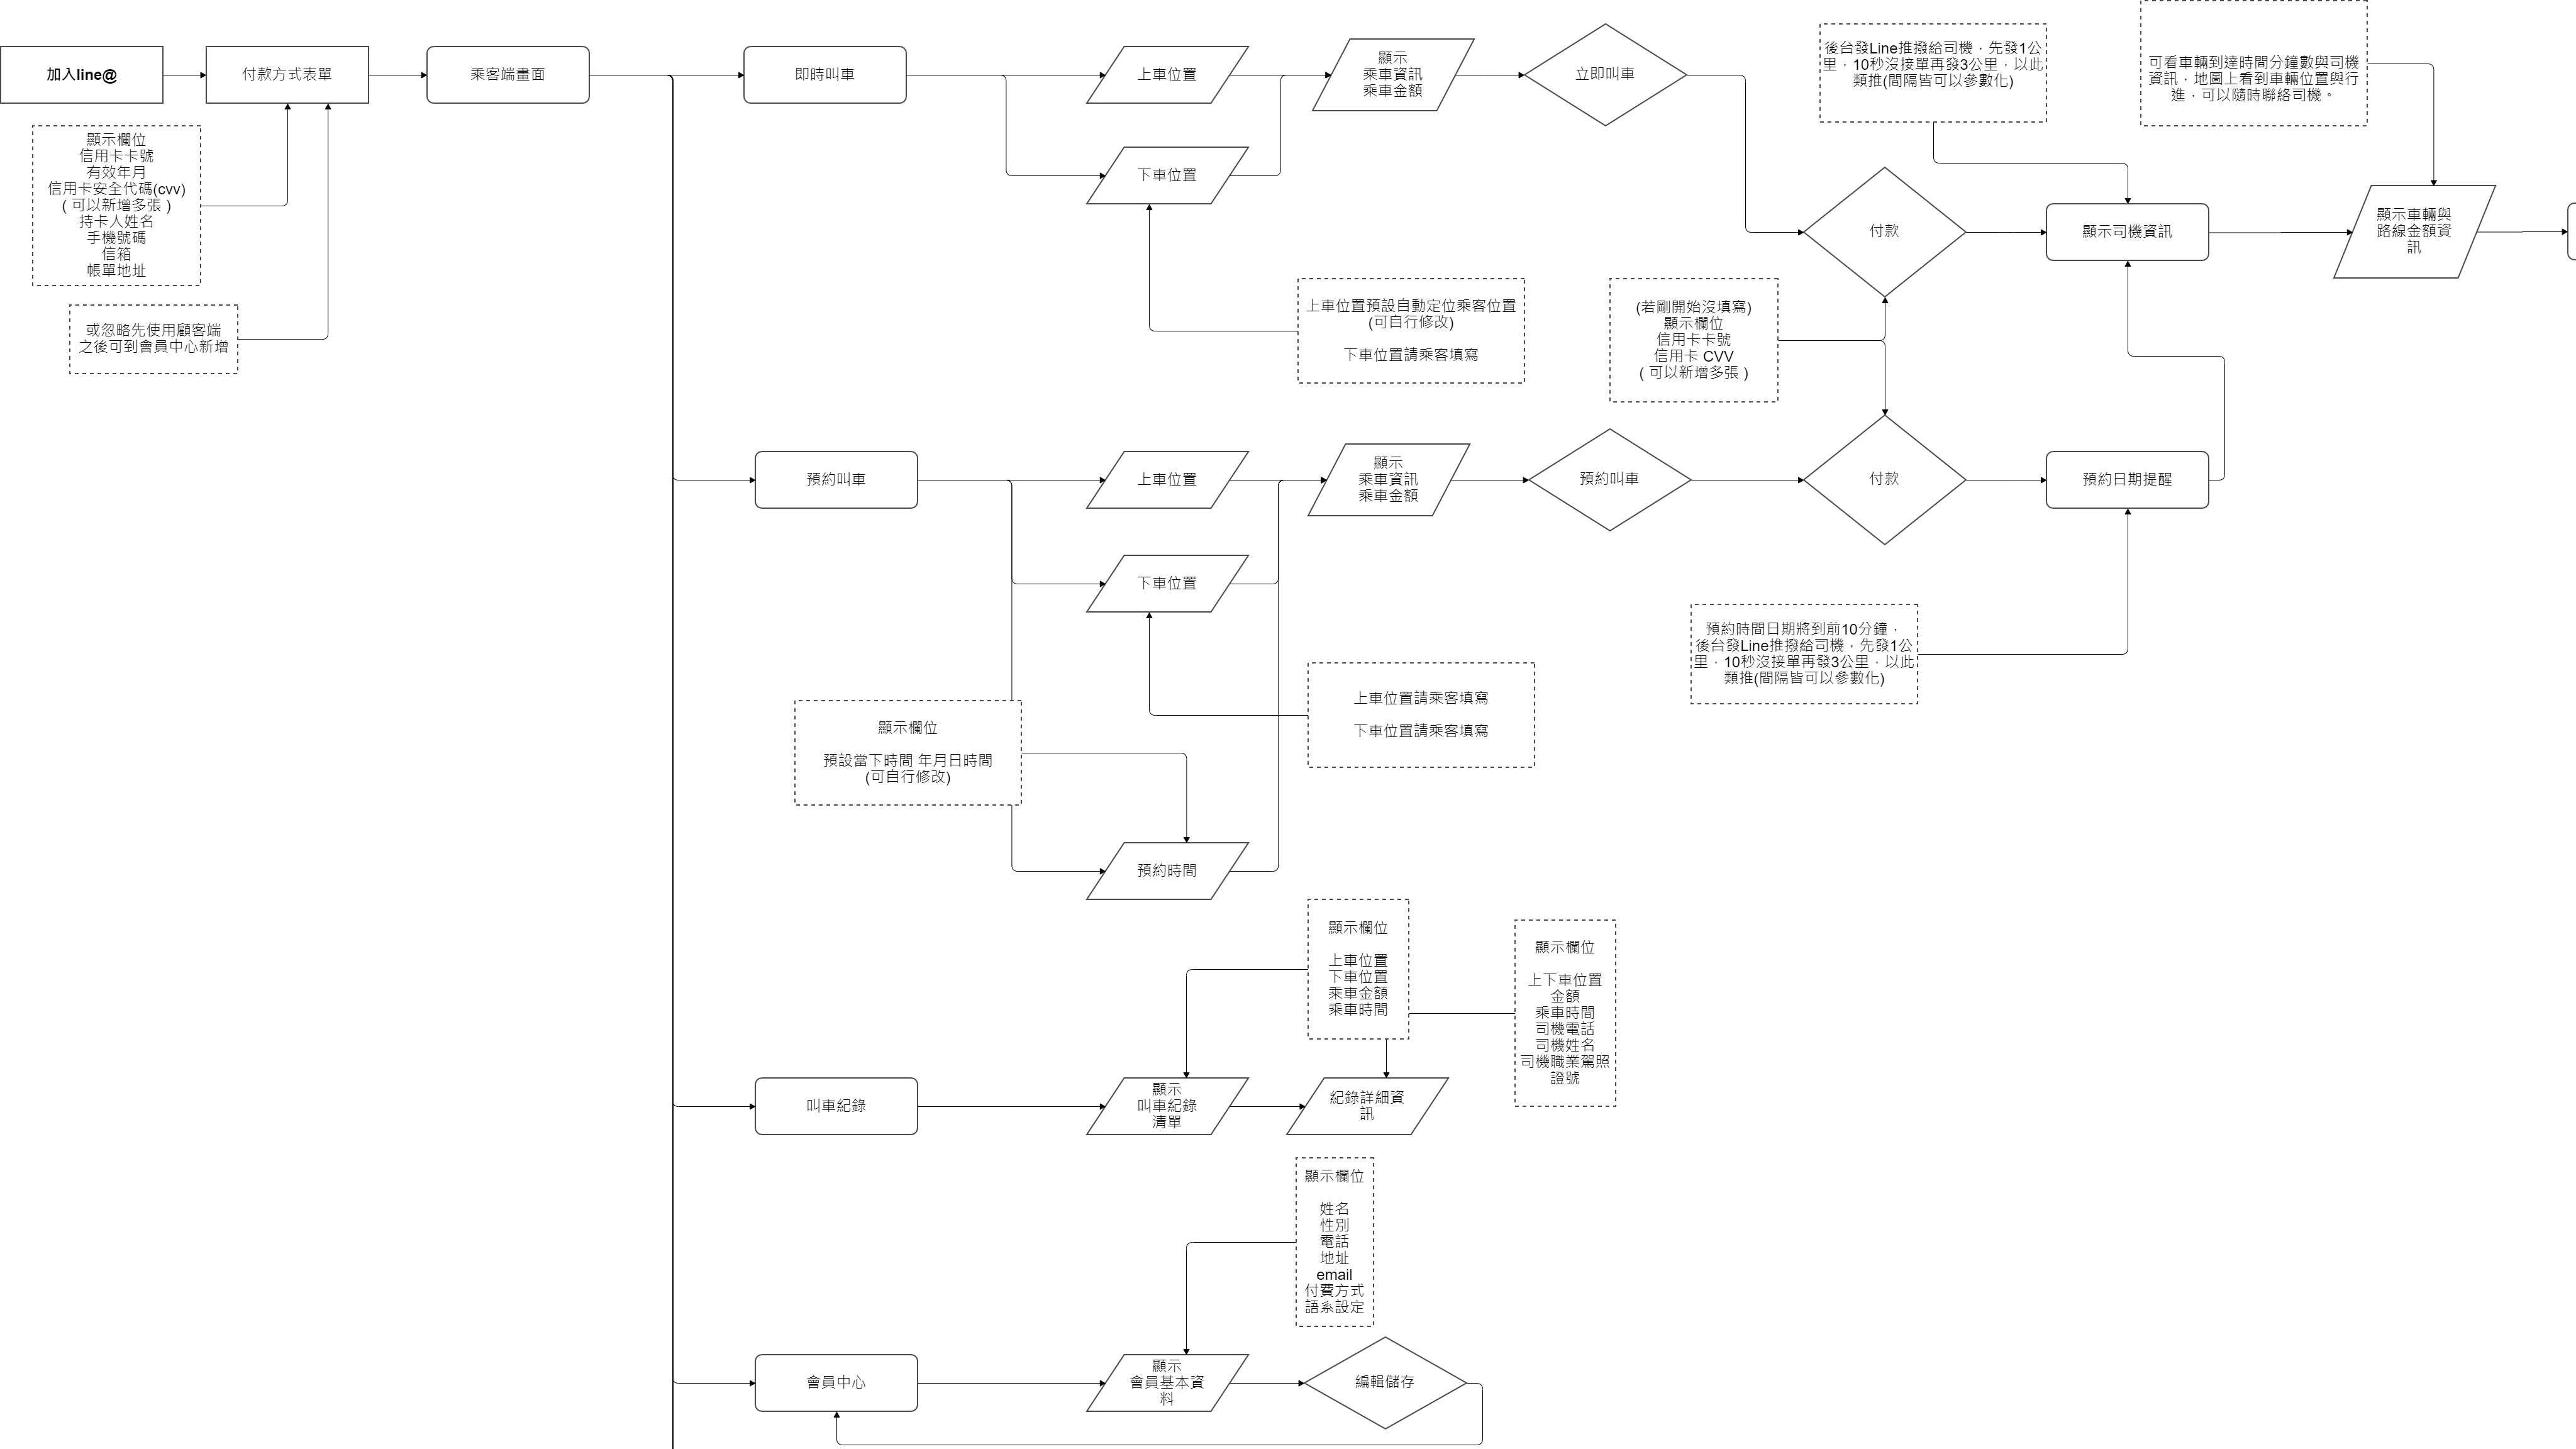 加入line@
付款方式表單
乘客端畫面
即時叫車
上車位置
顯示
乘車資訊
乘車金額
立即叫車
後台發Line推撥給司機，先發1公
里，10秒沒接單再發3公里，以此
類推(間隔皆可以參數化)
可看車輛到達時間分鐘數與司機
資訊，地圖上看到車輛位置與行
進，可以隨時聯絡司機。
顯示欄位
信用卡卡號
有效年月
信用卡安全代碼(cvv)
( 可以新增多張 )
持卡人姓名
手機號碼
信箱
帳單地址
下車位置
付款
顯示司機資訊
顯示車輛與
路線金額資
訊
或忽略先使用顧客端
之後可到會員中心新增
上車位置預設自動定位乘客位置
(可自行修改)
下車位置請乘客填寫
(若剛開始沒填寫)
顯示欄位
信用卡卡號
信用卡 CVV
( 可以新增多張 )
預約叫車
上車位置
顯示
乘車資訊
乘車金額
預約叫車
付款
預約日期提醒
下車位置
預約時間日期將到前10分鐘，
後台發Line推撥給司機，先發1公
里，10秒沒接單再發3公里，以此
類推(間隔皆可以參數化)
上車位置請乘客填寫
下車位置請乘客填寫
顯示欄位
預設當下時間 年月日時間
(可自行修改)
預約時間
顯示欄位
上車位置
下車位置
乘車金額
乘車時間
顯示欄位
上下車位置
金額
乘車時間
司機電話
司機姓名
司機職業駕照
證號
叫車紀錄
顯示
叫車紀錄
清單
紀錄詳細資
訊
顯示欄位
姓名
性別
電話
地址
email
付費方式
語系設定
會員中心
顯示
會員基本資
料
編輯儲存